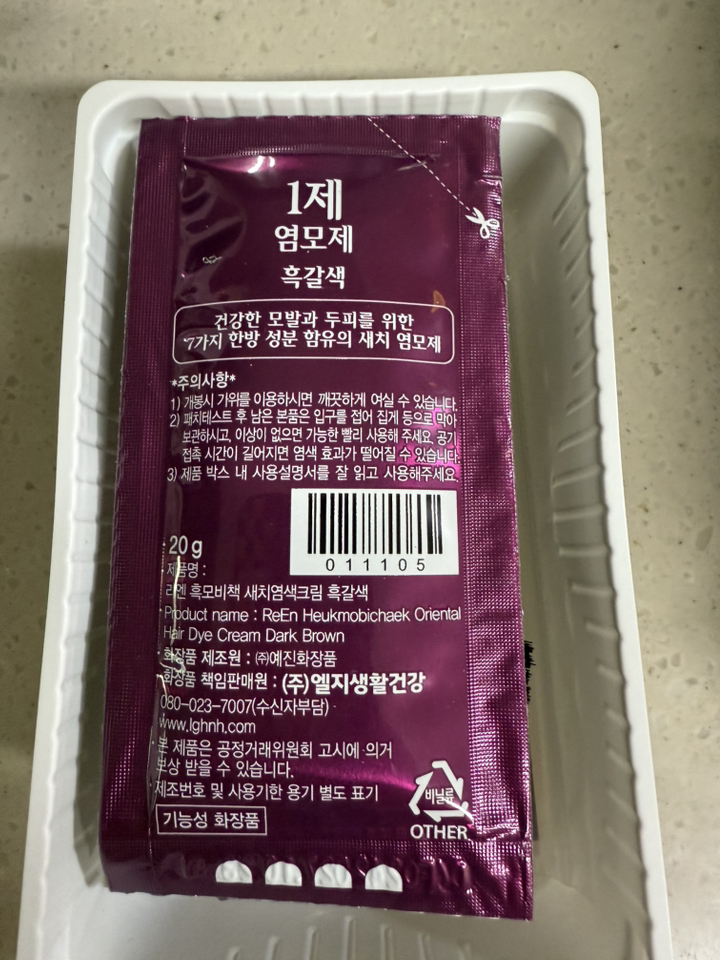 1제
염모제
흑갈색
건강한 모발과 두피를 위한
'7가지 한방 성분 함유의 새치 염모제
*주의사항*
1) 개봉시 가위를 이용하시면 깨끗하게 여실 수 있습니다.
2) 패치테스트 후 남은 본품은 입구를 접어 집게 등으로 막아
보관하시고, 이상이 없으면 가능한 빨리 사용해 주세요. 공기
접촉 시간이 길어지면 염색 효과가 떨어질 수 있습니다.
3) 제품 박스 내 사용설명서를 잘 읽고 사용해주세요.
011105
· 20 g
· 제품명 :
리엔 흑모비책 새치염색크림 흑갈색
· Product name : ReEn Heukmobichaek Oriental
Hair Dye Cream Dark Brown
· 화장품 제조원 : ㈜예진화장품
· 화장품 책임판매원 : (주)엘지생활건강
080-023-7007(수신자부담)
www.lghnh.com
· 본 제품은 공정거래위원회 고시에 의거
보상 받을 수 있습니다.
· 제조번호 및 사용기한 용기 별도 표기
기능성 화장품
비닐류
OTHER